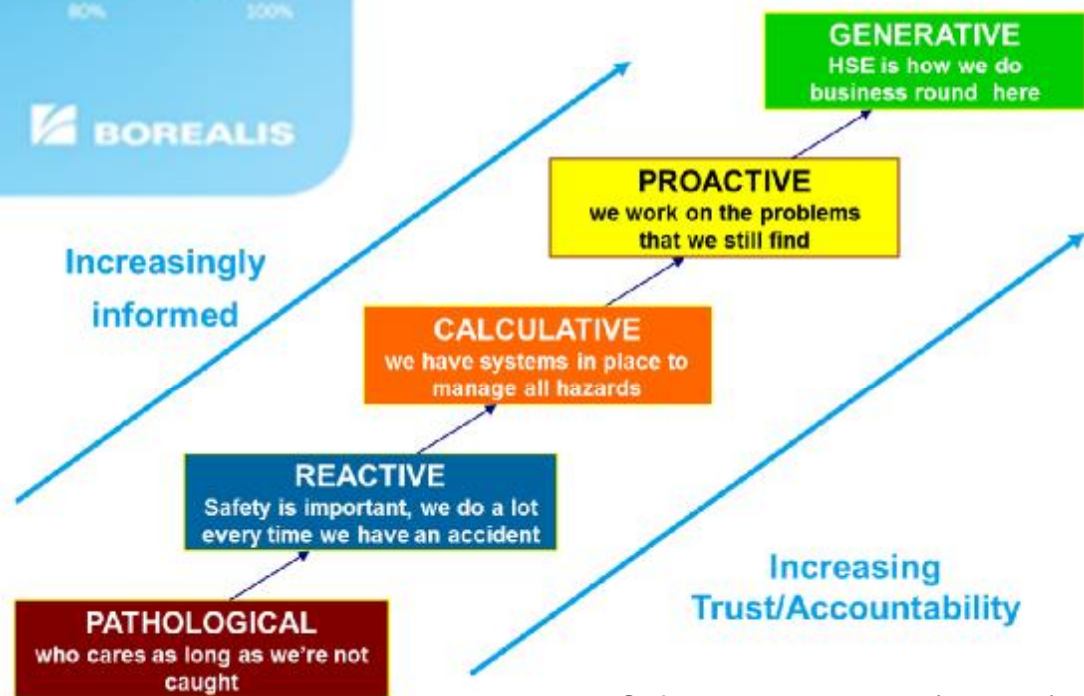 80% 100%
BOREALIS
GENERATIVE
HSE is how we do
business round here
PROACTIVE
we work on the problems
that we still find
Increasingly
informed
CALCULATIVE
we have systems in place to
manage all hazards
REACTIVE
Safety is important, we do a lot
every time we have an accident
Increasing
Trust/Accountability
PATHOLOGICAL
who cares as long as we're not
caught